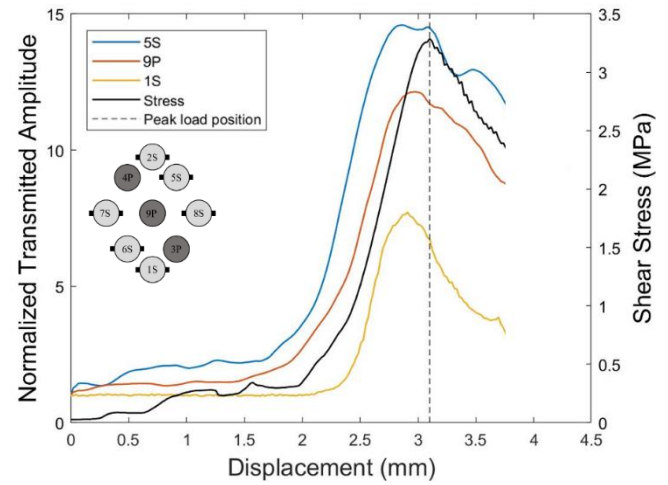 15
10
5
0
Normalized Transmitted Amplitude
5S
9P
1S
Stress
Peak load position
2S
4P
5S
7S
9P
8S
6S
3P
1S
3.5
3
2.5
2
1.5
1
0.5
0
Shear Stress (MPa)
0 0.5 1 1.5 2 2.5 3 3.5 4 4.5
Displacement (mm)